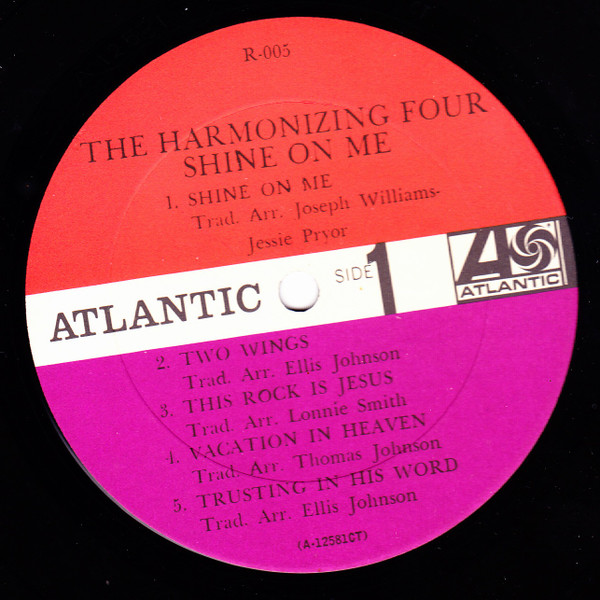 R-005
THE HARMONIZING FOUR
SHINE ON ME
1. SHINE ON ME
Trad. Arr. Joseph Williams-
Jessie Pryor
ATLANTIC
SIDE 1
ATLANTIC
2. TWO WINGS
Trad. Arr. Ellis Johnson
3. THIS ROCK IS JESUS
Trad. Arr. Lonnie Smith
4. VACATION IN HEAVEN
Trad. Arr. Thomas Johnson
5. TRUSTING IN HIS WORD
Trad. Arr. Ellis Johnson
(A-12581CT)